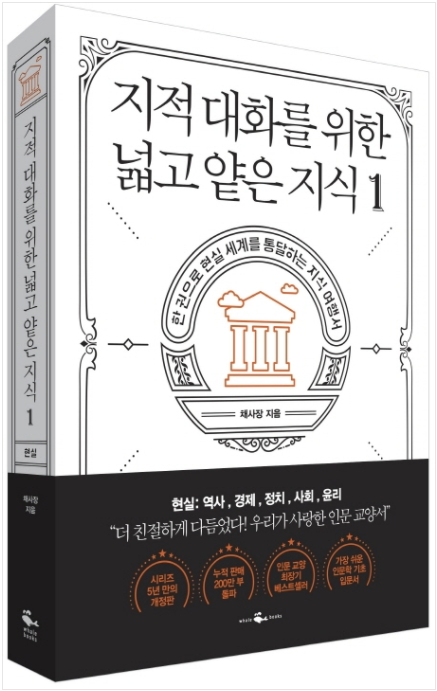 지적 대화를 위한
넓고 얕은 지식 1
한 권으로 현실 세계를 통달하는 지식 여행서
채사장 지음
현실: 역사, 경제, 정치, 사회, 윤리
“더 친절하게 다듬었다! 우리가 사랑한 인문 교양서”
시리즈
5년 만의
개정판
누적 판매
200만 부
돌파
인문 교양
최장기
베스트셀러
가장 쉬운
인문학 기초
입문서
whale
books
지적 대화를 위한 넓고 얕은 지식 1
현실
채사장
지음
whale
books